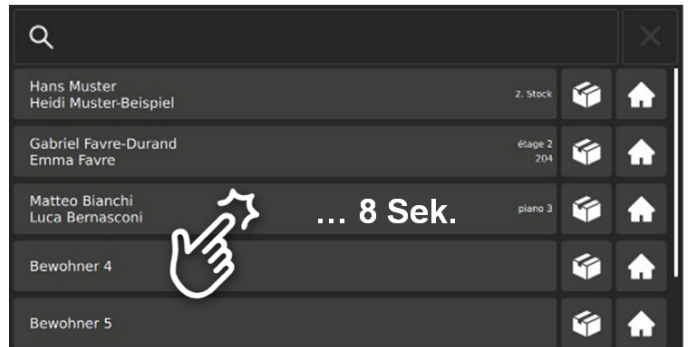 Hans Muster
Heidi Muster-Beispiel
2. Stock
Gabriel Favre-Durand
Emma Favre
étage 2
204
Matteo Bianchi
Luca Bernasconi
... 8 Sek.
piano 3
Bewohner 4
Bewohner 5